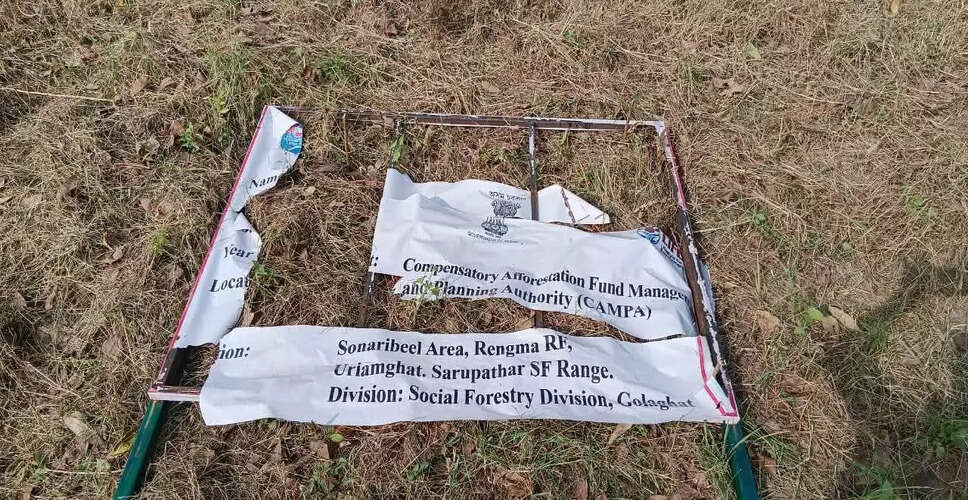 Nam
Year
Locat
:
Compensatory Afforestation Fund Manager
and Planning Authority (CAMPA)
ion:
Sonaribeel Area, Rengma RF,
Uriamghat. Sarupathar SF Range.
Division: Social Forestry Division, Golaghat